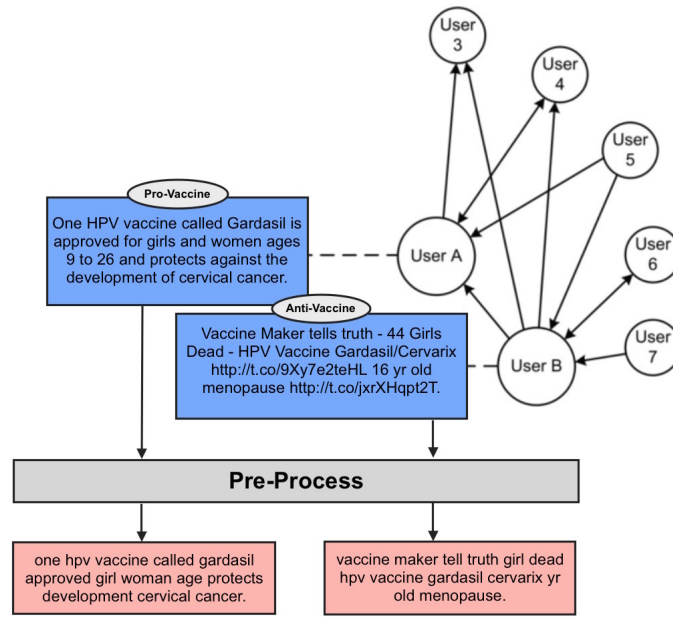 User
3
User
4
User
5
Pro-Vaccine
One HPV vaccine called Gardasil is
approved for girls and women ages
9 to 26 and protects against the
development of cervical cancer.
User A
User
6
Anti-Vaccine
Vaccine Maker tells truth - 44 Girls
Dead - HPV Vaccine Gardasil/Cervarix
http://t.co/9Xy7e2teHL 16 yr old
menopause http://t.co/jxrXHqpt2T.
User B
User
7
Pre-Process
one hpv vaccine called gardasil
approved girl woman age protects
development cervical cancer.
vaccine maker tell truth girl dead
hpv vaccine gardasil cervarix yr
old menopause.